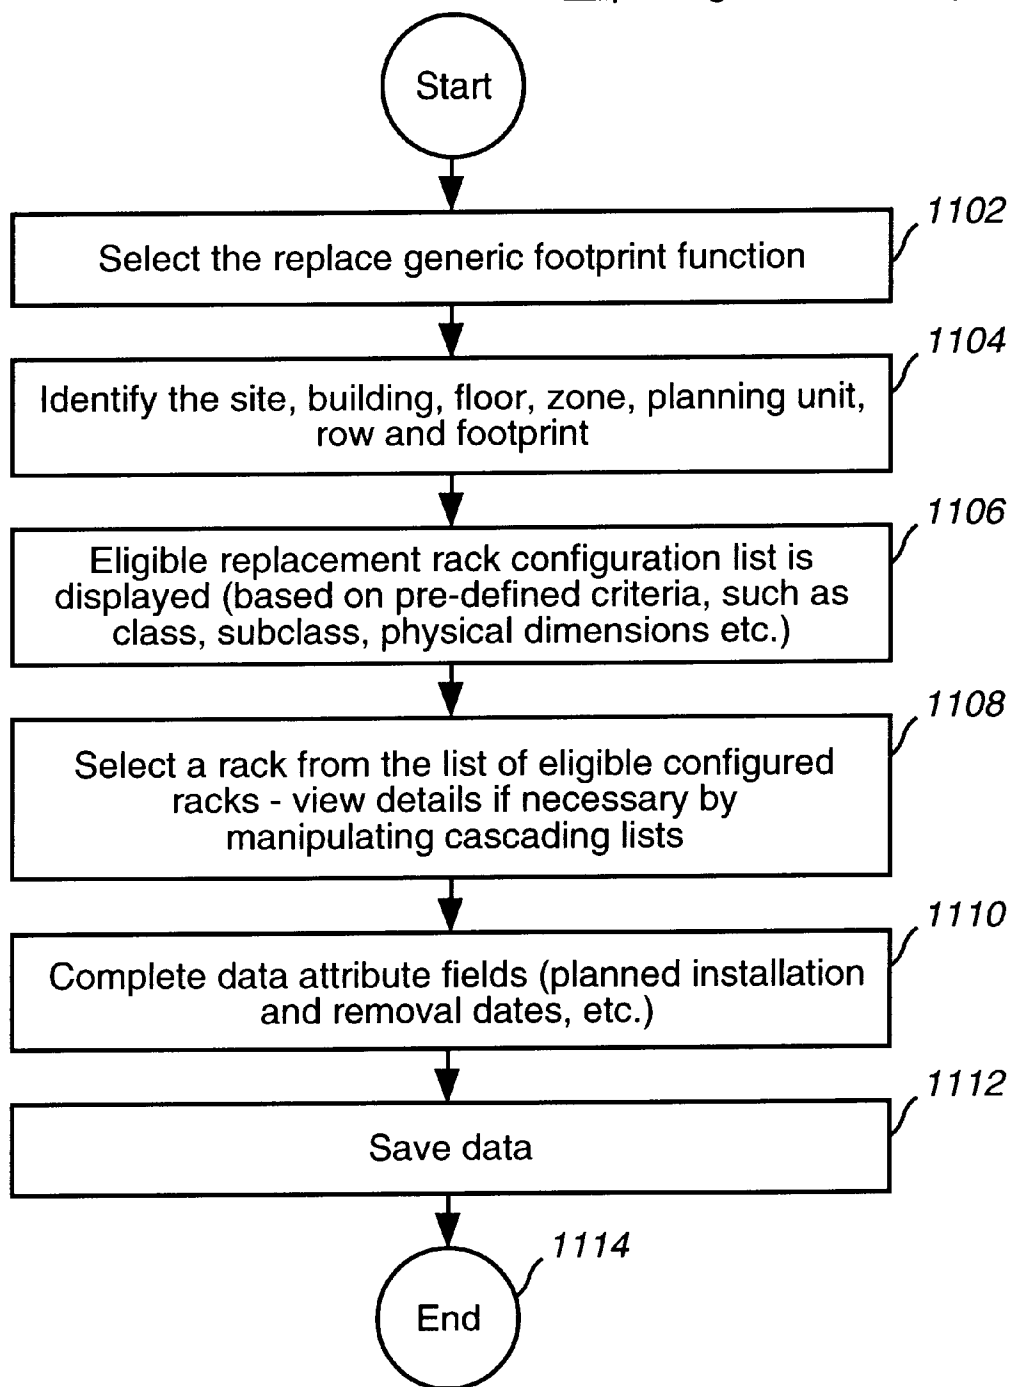 Start
1102
Select the replace generic footprint function
1104
Identify the site, building, floor, zone, planning unit,
row and footprint
1106
Eligible replacement rack configuration list is
displayed (based on pre-defined criteria, such as
class, subclass, physical dimensions etc.)
1108
Select a rack from the list of eligible configured
racks - view details if necessary by
manipulating cascading lists
1110
Complete data attribute fields (planned installation
and removal dates, etc.)
1112
Save data
1114
End